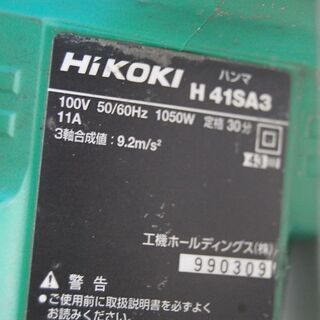 HiKOKI
ハンマ
H 41SA3
100V 50/60Hz 1050W 定格 30分
11A
3軸合成値：9.2m/s²
工機ホールディングス(株)
990309
警告
●ご使用前に取扱説明書を必ずよく
お読みください